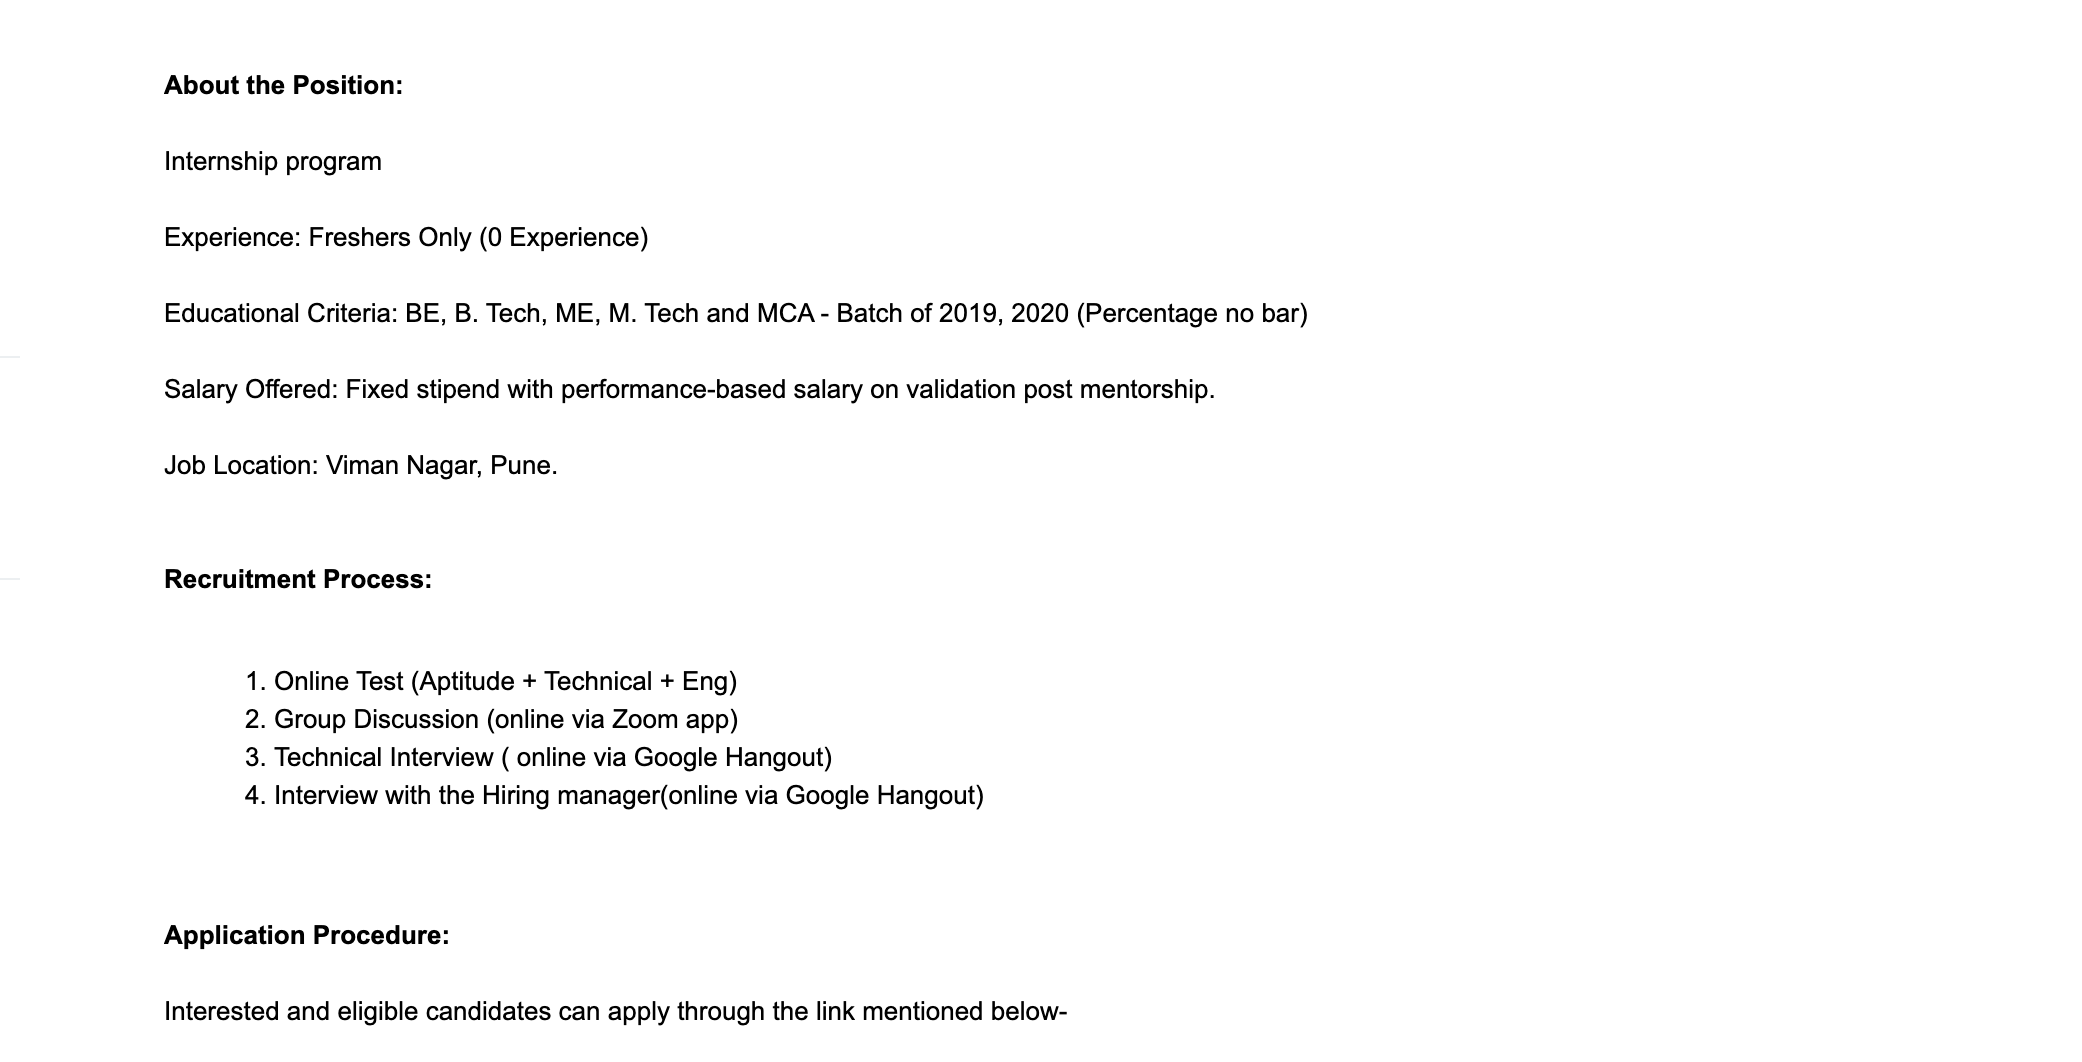 About the Position:
Internship program
Experience: Freshers Only (0 Experience)
Educational Criteria: BE, B. Tech, ME, M. Tech and MCA - Batch of 2019, 2020 (Percentage no bar)
Salary Offered: Fixed stipend with performance-based salary on validation post mentorship.
Job Location: Viman Nagar, Pune.
Recruitment Process:
1. Online Test (Aptitude + Technical + Eng)
2. Group Discussion (online via Zoom app)
3. Technical Interview ( online via Google Hangout)
4. Interview with the Hiring manager(online via Google Hangout)
Application Procedure:
Interested and eligible candidates can apply through the link mentioned below-